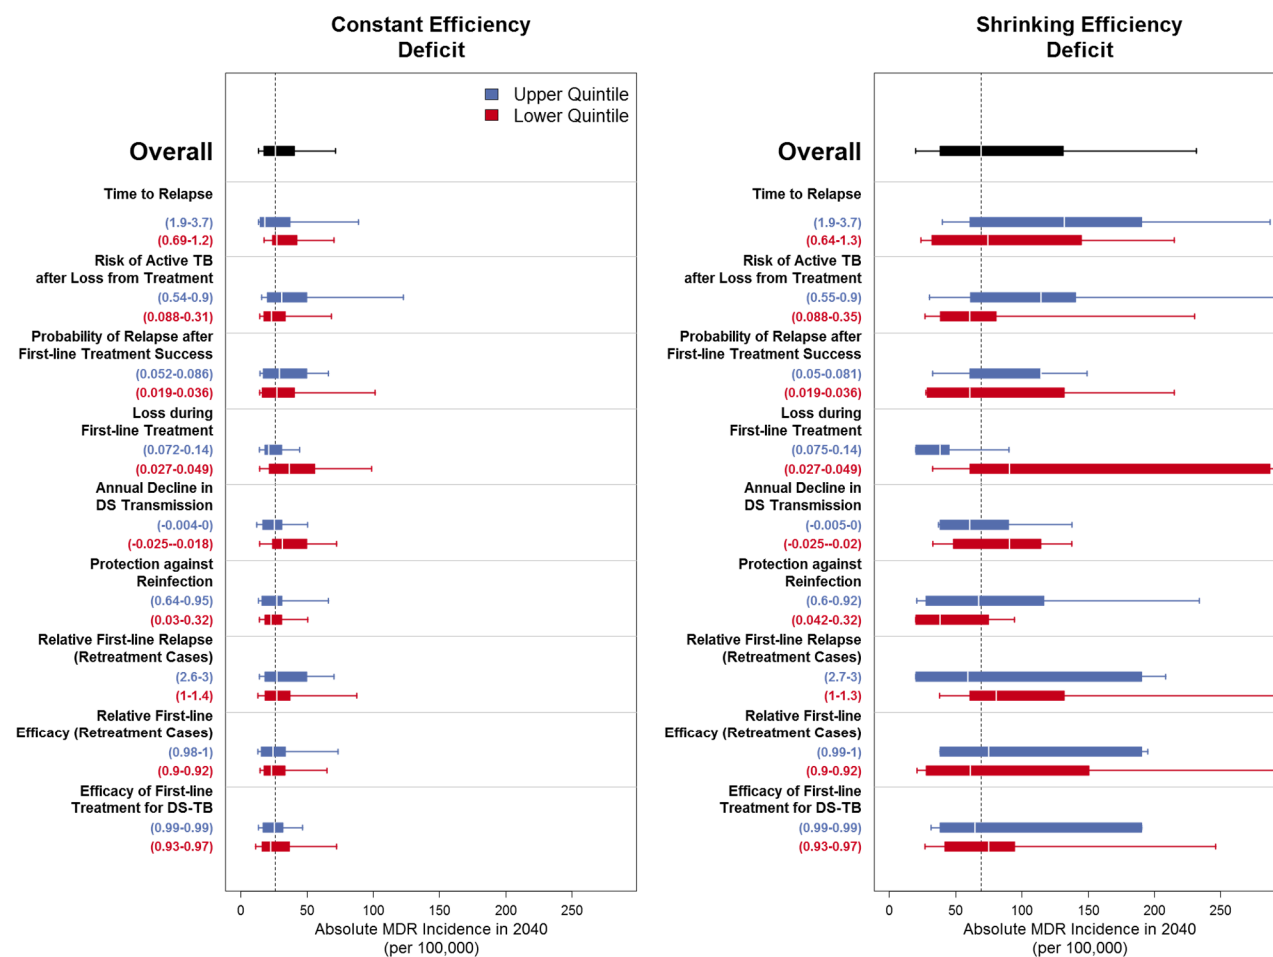 Constant Efficiency
Deficit
Upper Quintile
Lower Quintile
Overall
Time to Relapse
(1.9-3.7)
(0.69-1.2)
Risk of Active TB
after Loss from Treatment
(0.54-0.9)
(0.088-0.31)
Probability of Relapse after
First-line Treatment Success
(0.052-0.086)
(0.019-0.036)
Loss during
First-line Treatment
(0.072-0.14)
(0.027-0.049)
Annual Decline in
DS Transmission
(-0.004-0)
(-0.025--0.018)
Protection against
Reinfection
(0.64-0.95)
(0.03-0.32)
Relative First-line Relapse
(Retreatment Cases)
(2.6-3)
(1-1.4)
Relative First-line
Efficacy (Retreatment Cases)
(0.98-1)
(0.9-0.92)
Efficacy of First-line
Treatment for DS-TB
(0.99-0.99)
(0.93-0.97)
0 50 100 150 200 250
Absolute MDR Incidence in 2040
(per 100,000)
Shrinking Efficiency
Deficit
Overall
Time to Relapse
(1.9-3.7)
(0.64-1.3)
Risk of Active TB
after Loss from Treatment
(0.55-0.9)
(0.088-0.35)
Probability of Relapse after
First-line Treatment Success
(0.05-0.081)
(0.019-0.036)
Loss during
First-line Treatment
(0.075-0.14)
(0.027-0.049)
Annual Decline in
DS Transmission
(-0.005-0)
(-0.025--0.02)
Protection against
Reinfection
(0.6-0.92)
(0.042-0.32)
Relative First-line Relapse
(Retreatment Cases)
(2.7-3)
(1-1.3)
Relative First-line
Efficacy (Retreatment Cases)
(0.99-1)
(0.9-0.92)
Efficacy of First-line
Treatment for DS-TB
(0.99-0.99)
(0.93-0.97)
0 50 100 150 200 250
Absolute MDR Incidence in 2040
(per 100,000)